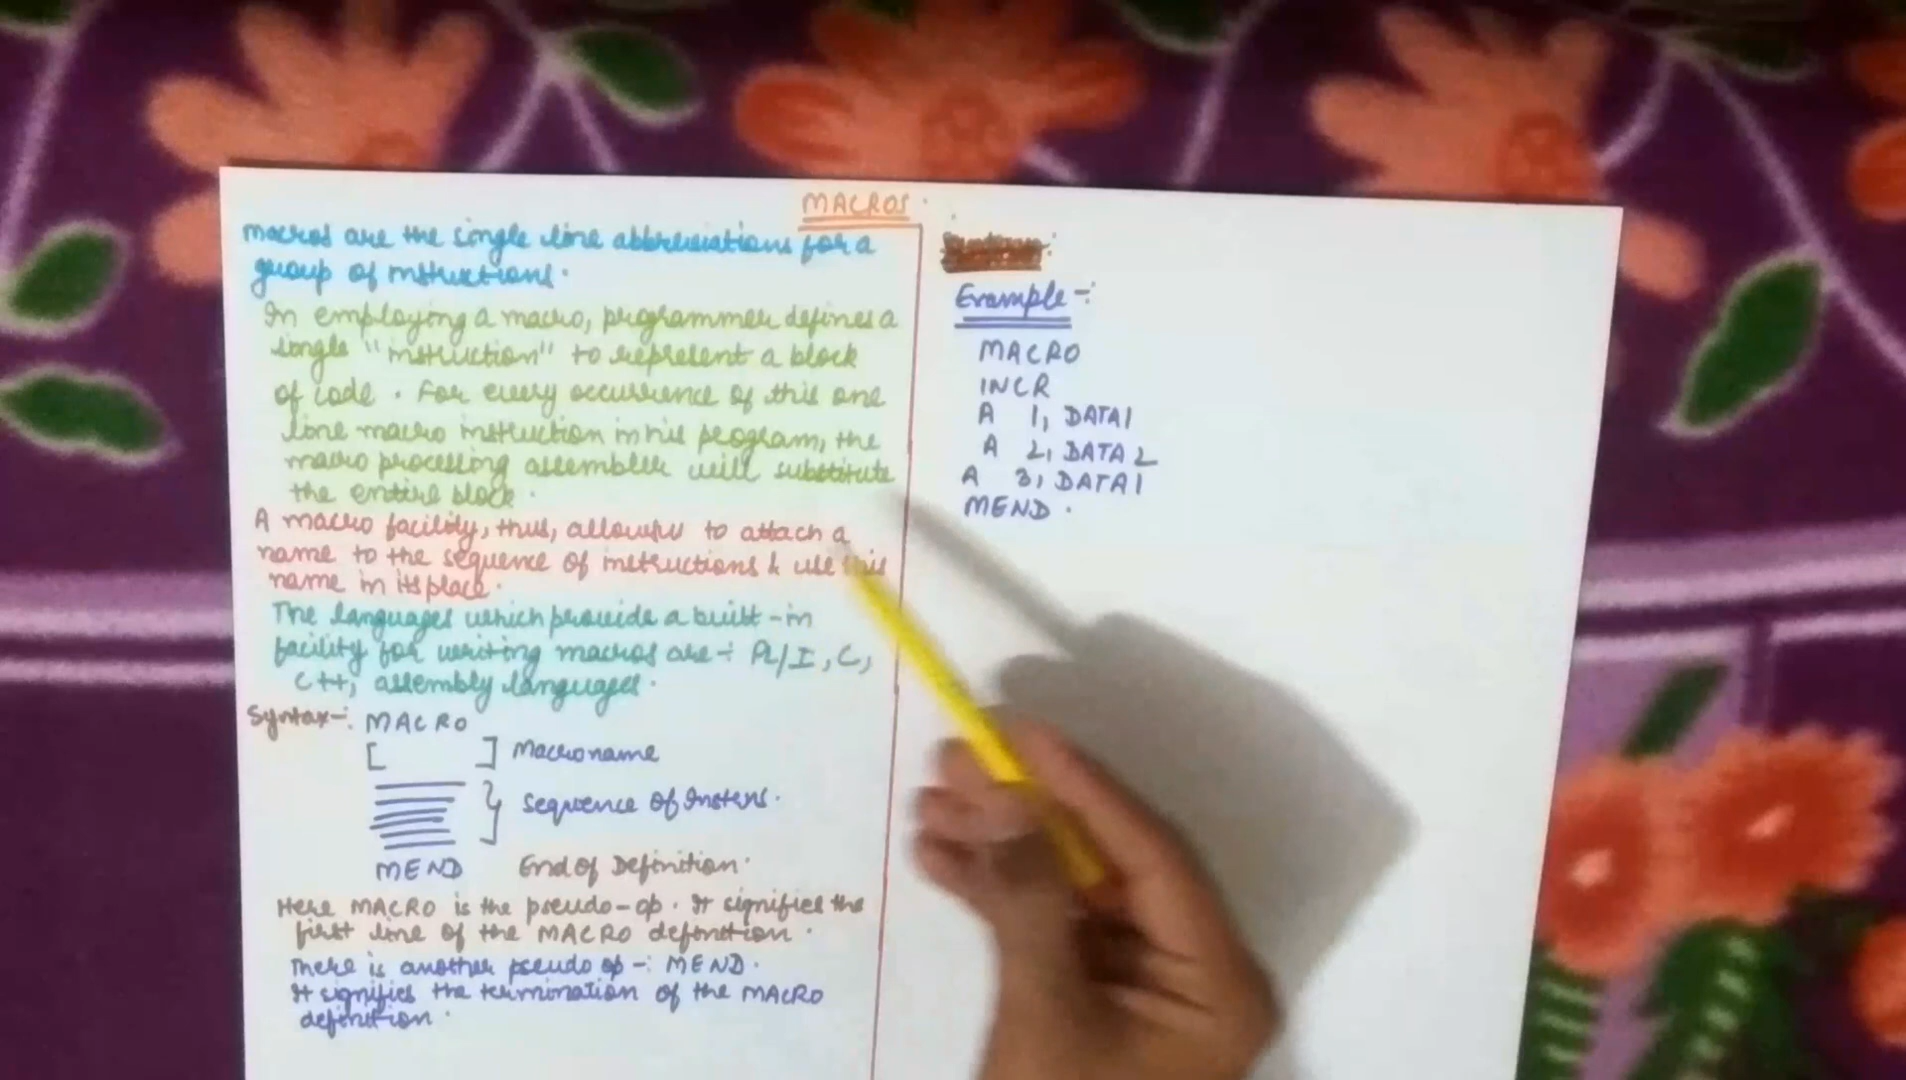 MACROS.
Macros are the single line abbreviations for a
group of instructions.
In employing a macro, programmer defines a
single "instruction" to represent a block
of code. For every occurrence of this one
line macro instruction in his program, the
macro processing assembler will substitute
the entire block.
A macro facility, thus, allows us to attach a
name to the sequence of instructions & use this
name in its place.
The languages which provide a built-in
facility for writing macros are-: PL/I, C,
C++, assembly languages.
Syntax-: MACRO
[ ] Macro name
} sequence of Instrns.
MEND End of Definition.
Here MACRO is the pseudo-op. It signifies the
first line of the MACRO definition.
There is another pseudo op-: MEND.
It signifies the termination of the MACRO
definition.
Example-:
MACRO
INCR
A 1, DATA1
A 2, DATA2
A 3, DATA1
MEND.